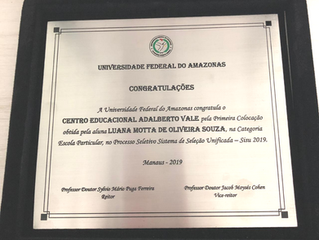 UNIVERSIDADE FEDERAL DO AMAZONAS
CONGRATULAÇÕES
A Universidade Federal do Amazonas congratula o
CENTRO EDUCACIONAL ADALBERTO VALE pela Primeira Colocação
obtida pela aluna LUANA MOTTA DE OLIVEIRA SOUZA, na Categoria
Escola Particular, no Processo Seletivo Sistema de Seleção Unificada – Sisu 2019.
Manaus - 2019
Professor Doutor Sylvio Mário Puga Ferreira
Reitor
Professor Doutor Jacob Moysés Cohen
Vice-reitor